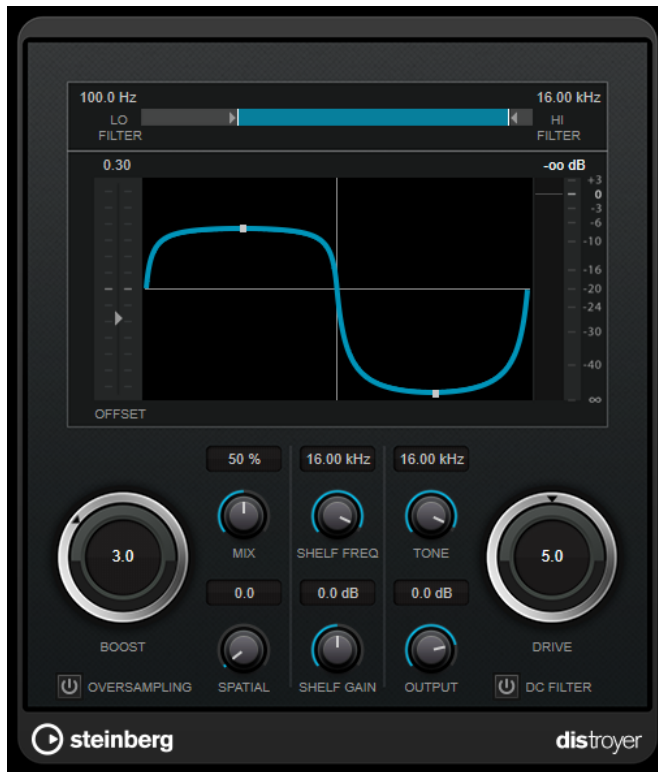 100.0 Hz 16.00 kHz
LO FILTER HI FILTER
0.30 -oo dB
+3
0
-3
-6
-10
-16
-20
-24
-30
-40
∞
OFFSET
50 % 16.00 kHz 16.00 kHz
3.0 MIX SHELF FREQ TONE 5.0
0.0 0.0 dB 0.0 dB
BOOST DRIVE
OVERSAMPLING SPATIAL SHELF GAIN OUTPUT DC FILTER
steinberg distroyer